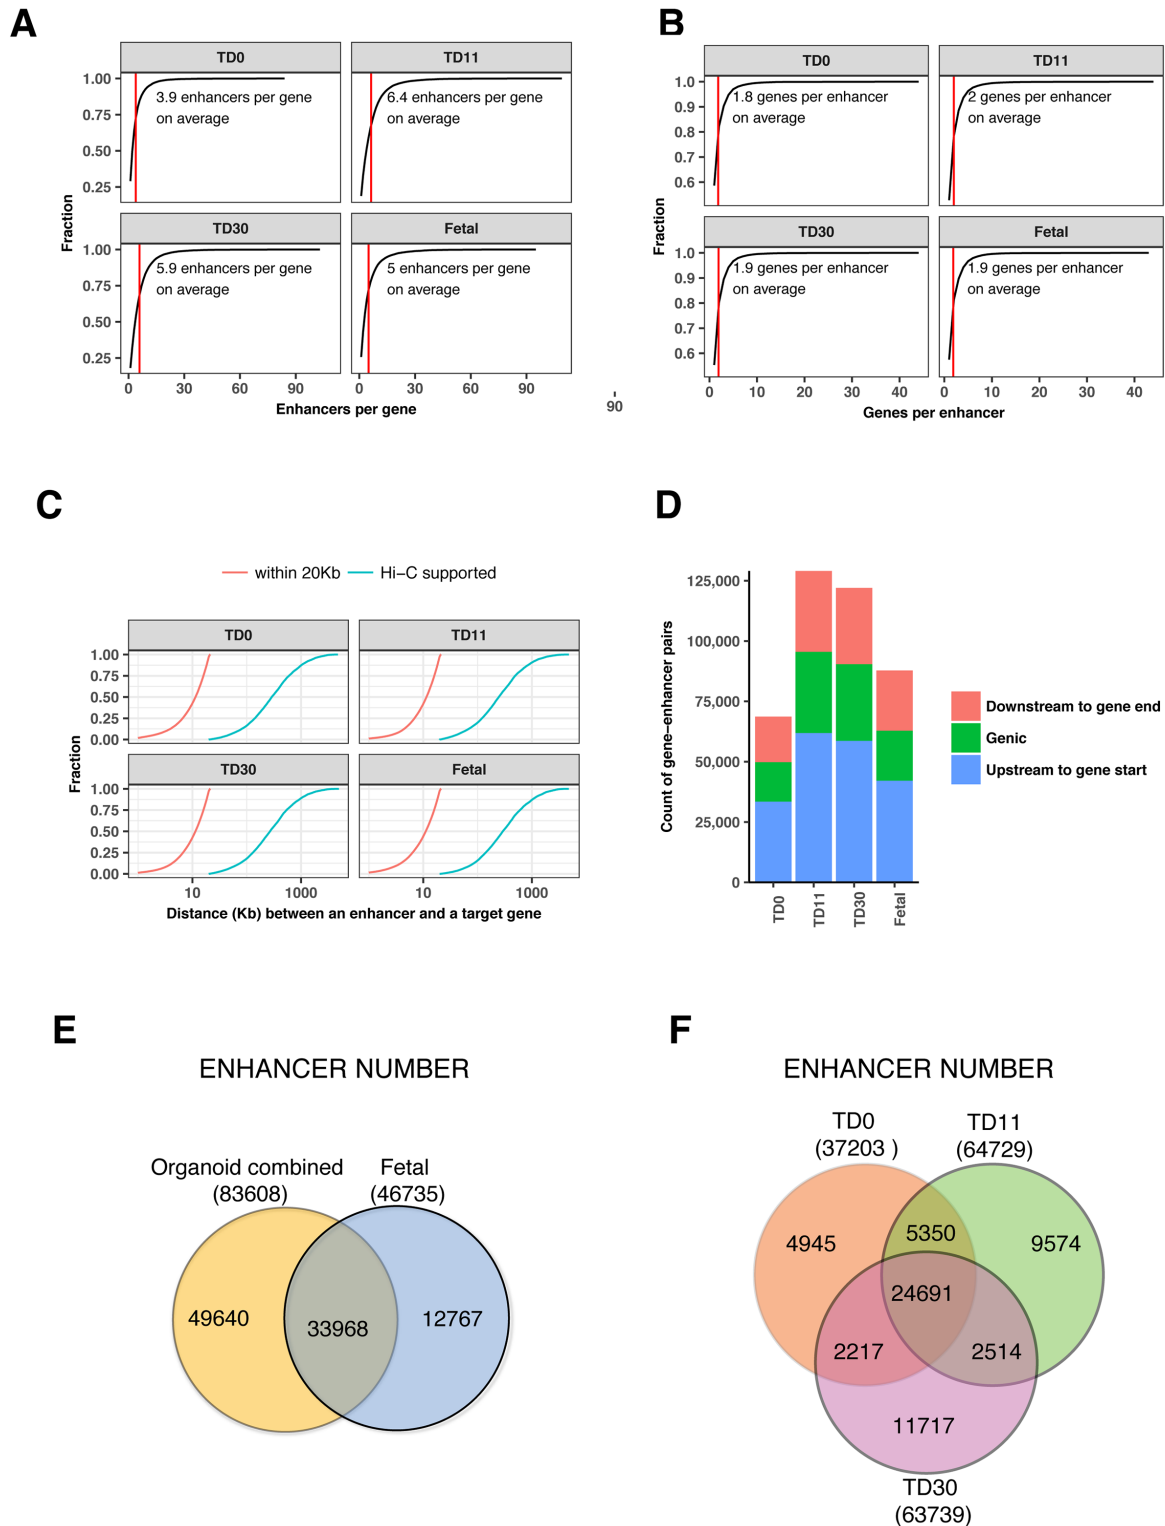 A
TD0
TD11
1.00
0.75
0.50
0.25
3.9 enhancers per gene
on average
6.4 enhancers per gene
on average
TD30
Fetal
1.00
0.75
0.50
0.25
5.9 enhancers per gene
on average
5 enhancers per gene
on average
0 30 60 90
0 30 60 90
Fraction
Enhancers per gene
90
B
TD0
TD11
1.0
0.9
0.8
0.7
0.6
1.8 genes per enhancer
on average
2 genes per enhancer
on average
TD30
Fetal
1.0
0.9
0.8
0.7
0.6
1.9 genes per enhancer
on average
1.9 genes per enhancer
on average
0 10 20 30 40
0 10 20 30 40
Fraction
Genes per enhancer
C
within 20Kb
Hi–C supported
TD0
TD11
1.00
0.75
0.50
0.25
0.00
TD30
Fetal
1.00
0.75
0.50
0.25
0.00
10 1000
10 1000
Fraction
Distance (Kb) between an enhancer and a target gene
D
125,000
100,000
75,000
50,000
25,000
0
Count of gene–enhancer pairs
TD0
TD11
TD30
Fetal
Downstream to gene end
Genic
Upstream to gene start
E
ENHANCER NUMBER
Organoid combined
(83608)
Fetal
(46735)
49640
33968
12767
F
ENHANCER NUMBER
TD0
(37203 )
TD11
(64729)
4945
5350
9574
24691
2217
2514
11717
TD30
(63739)